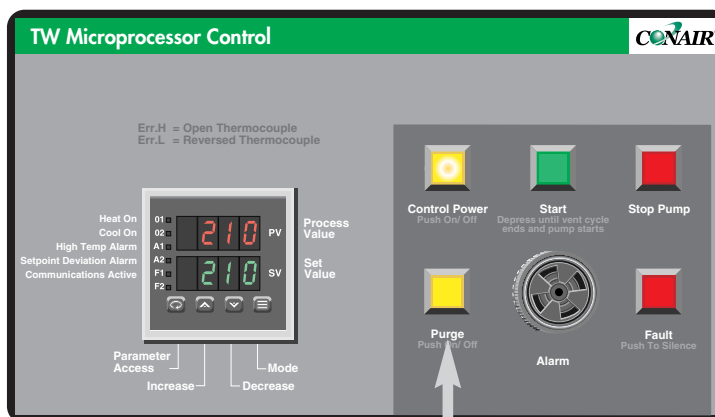 TW Microprocessor Control
CONAIR
Err.H = Open Thermocouple
Err.L = Reversed Thermocouple
Heat On
Cool On
High Temp Alarm
Setpoint Deviation Alarm
Communications Active
01
02
A1
A2
F1
F2
210
PV
210
SV
Process
Value
Set
Value
Parameter
Access
Increase
Decrease
Mode
Control Power
Push On/ Off
Start
Depress until vent cycle
ends and pump starts
Stop Pump
Purge
Push On/ Off
Alarm
Fault
Push To Silence